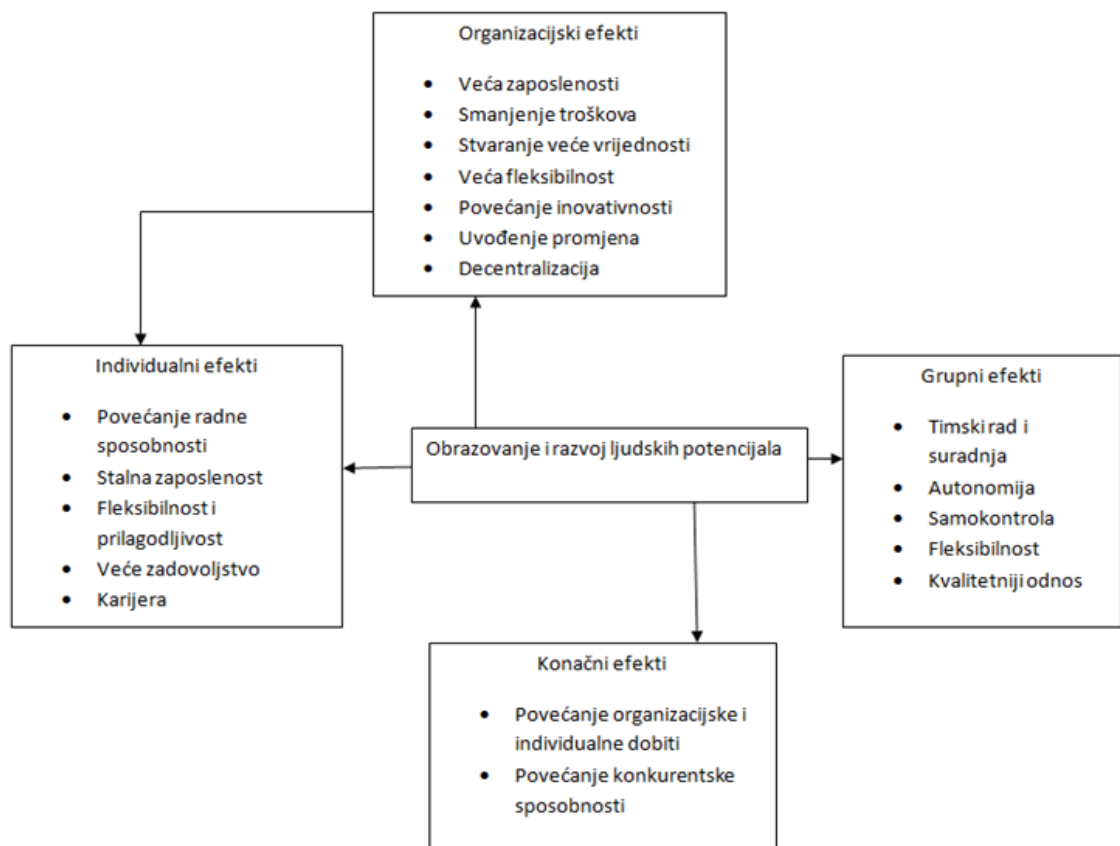 Organizacijski efekti
• Veća zaposlenosti
• Smanjenje troškova
• Stvaranje veće vrijednosti
• Veća fleksibilnost
• Povećanje inovativnosti
• Uvođenje promjena
• Decentralizacija
Individualni efekti
• Povećanje radne
sposobnosti
• Stalna zaposlenost
• Fleksibilnost i
prilagodljivost
• Veće zadovoljstvo
• Karijera
Obrazovanje i razvoj ljudskih potencijala
Grupni efekti
• Timski rad i
suradnja
• Autonomija
• Samokontrola
• Fleksibilnost
• Kvalitetniji odnos
Konačni efekti
• Povećanje organizacijske i
individualne dobiti
• Povećanje konkurentske
sposobnosti